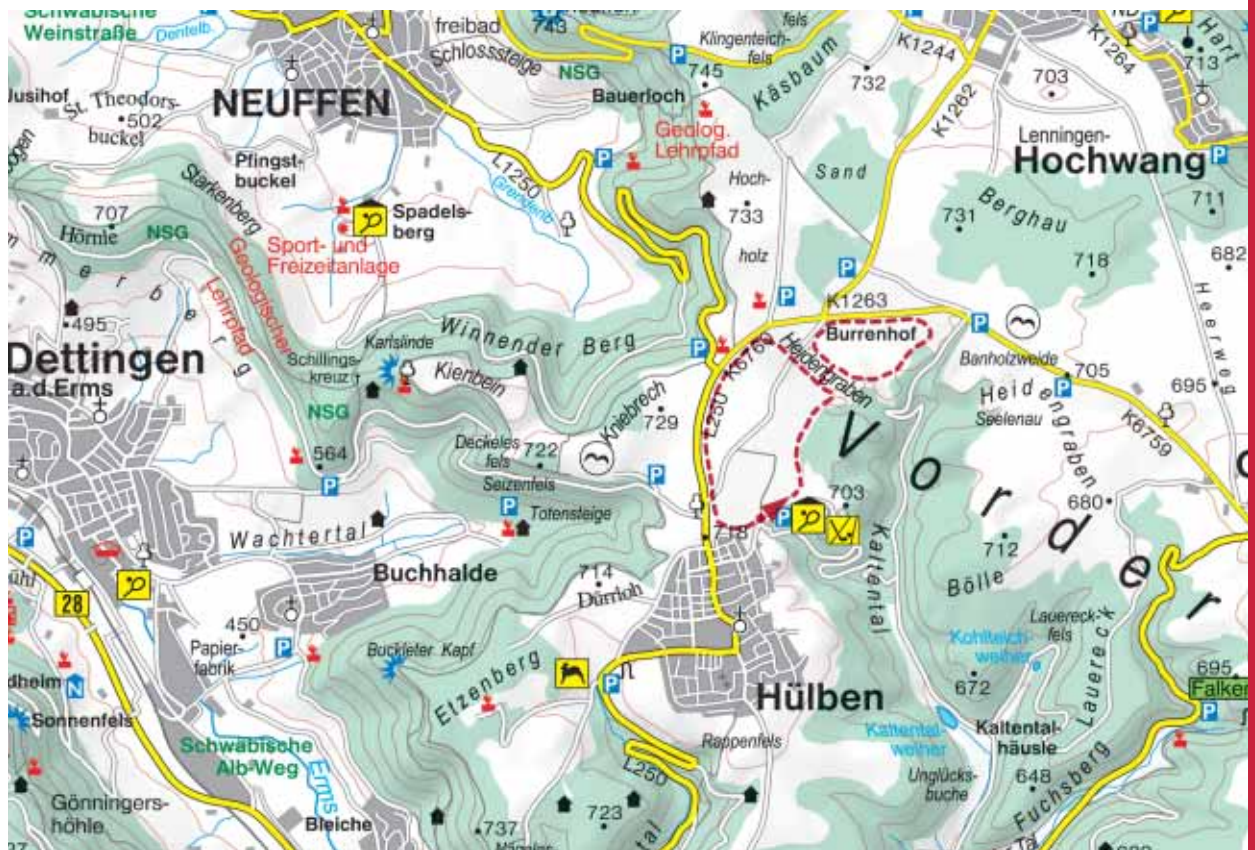 Schwäbische
Weinstraße
Dentelb.
freibad
Schlosssteige
743
NSG
Klingenteich-
fels
745
Käsbaum
732
K1244
K1262
K1264
703
ND
Hart
713
Jusihof
St. Theodors-
buckel
502
NEUFFEN
Bauerloch
Geolog.
Lehrpfad
Lenningen-
Hochwang
Pfingst-
buckel
L1250
Grendenb.
Hoch-
733
holz
Sand
Berghau
731
718
711
682
Heerweg
Starkenberg
707
Hörnle
NSG
Spadels-
berg
Sport- und
Freizeitanlage
Geologischer
Lehrpfad
495
Dettingen
a.d.Erms
Winnender Berg
Karlslinde
Schillings-
kreuz
Kienbein
NSG
K1263
Burrenhof
K6759
Heidengraben
Banholzweide
705
Heidengraben
Seelenau
695
K6759
Kniebrech
729
L250
Deckeles
fels
722
Seizenfels
564
Totensteige
Wachtertal
703
718
680
Vorder
712
Bölle
Kaltental
28
Buchhalde
714
Dürrloh
450
Papier-
fabrik
Buckleter Kapf
Etzenberg
Hülben
Lauereck-
fels
Kohlteich-
weiher
672
Lauereck
695
Falken
Sonnenfels
Schwäbische
Alb-Weg
Erms
Rappenfels
Kaltental-
weiher
Kaltental-
häusle
Unglücks-
buche
648
Fuchsberg
L250
Gönningers-
höhle
Bleiche
737
723